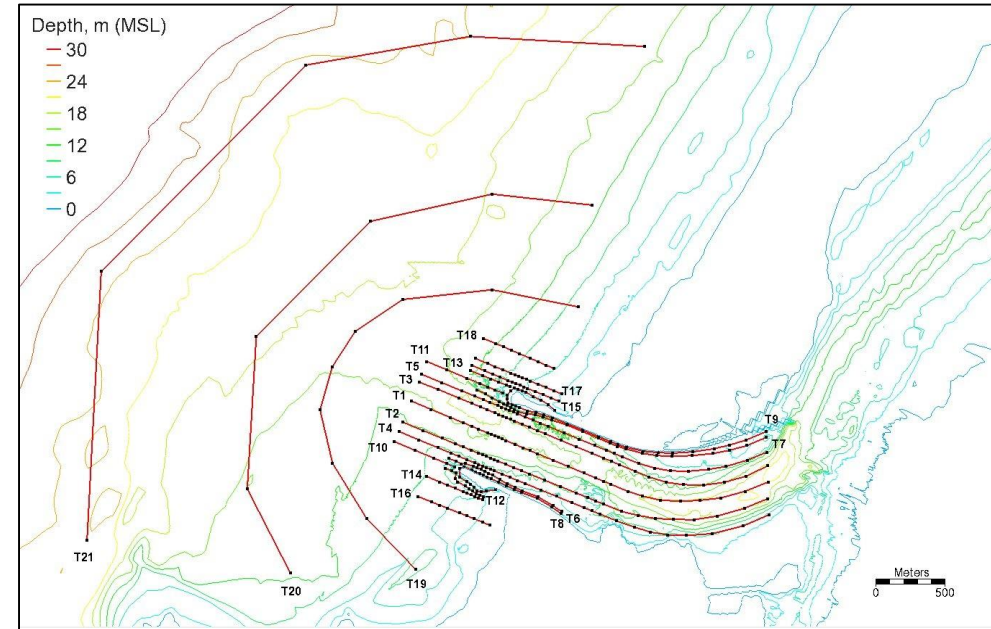 Depth, m (MSL)
30
24
18
12
6
0
T18
T11
T13
T5
T3
T17
T1
T15
T2
T9
T4
T7
T10
T14
T12
T16
T6
T8
T21
T20
T19
Meters
0 500